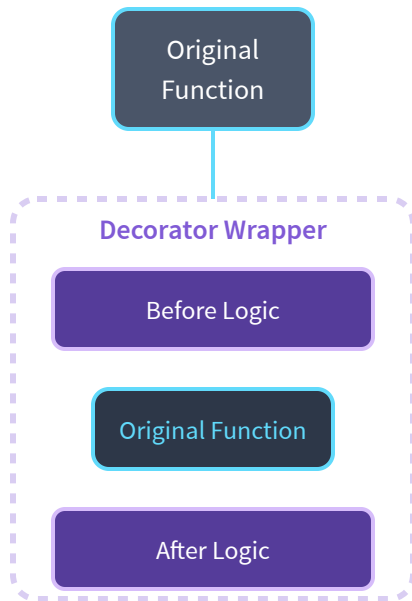 Original
Function
Decorator Wrapper
Before Logic
Original Function
After Logic